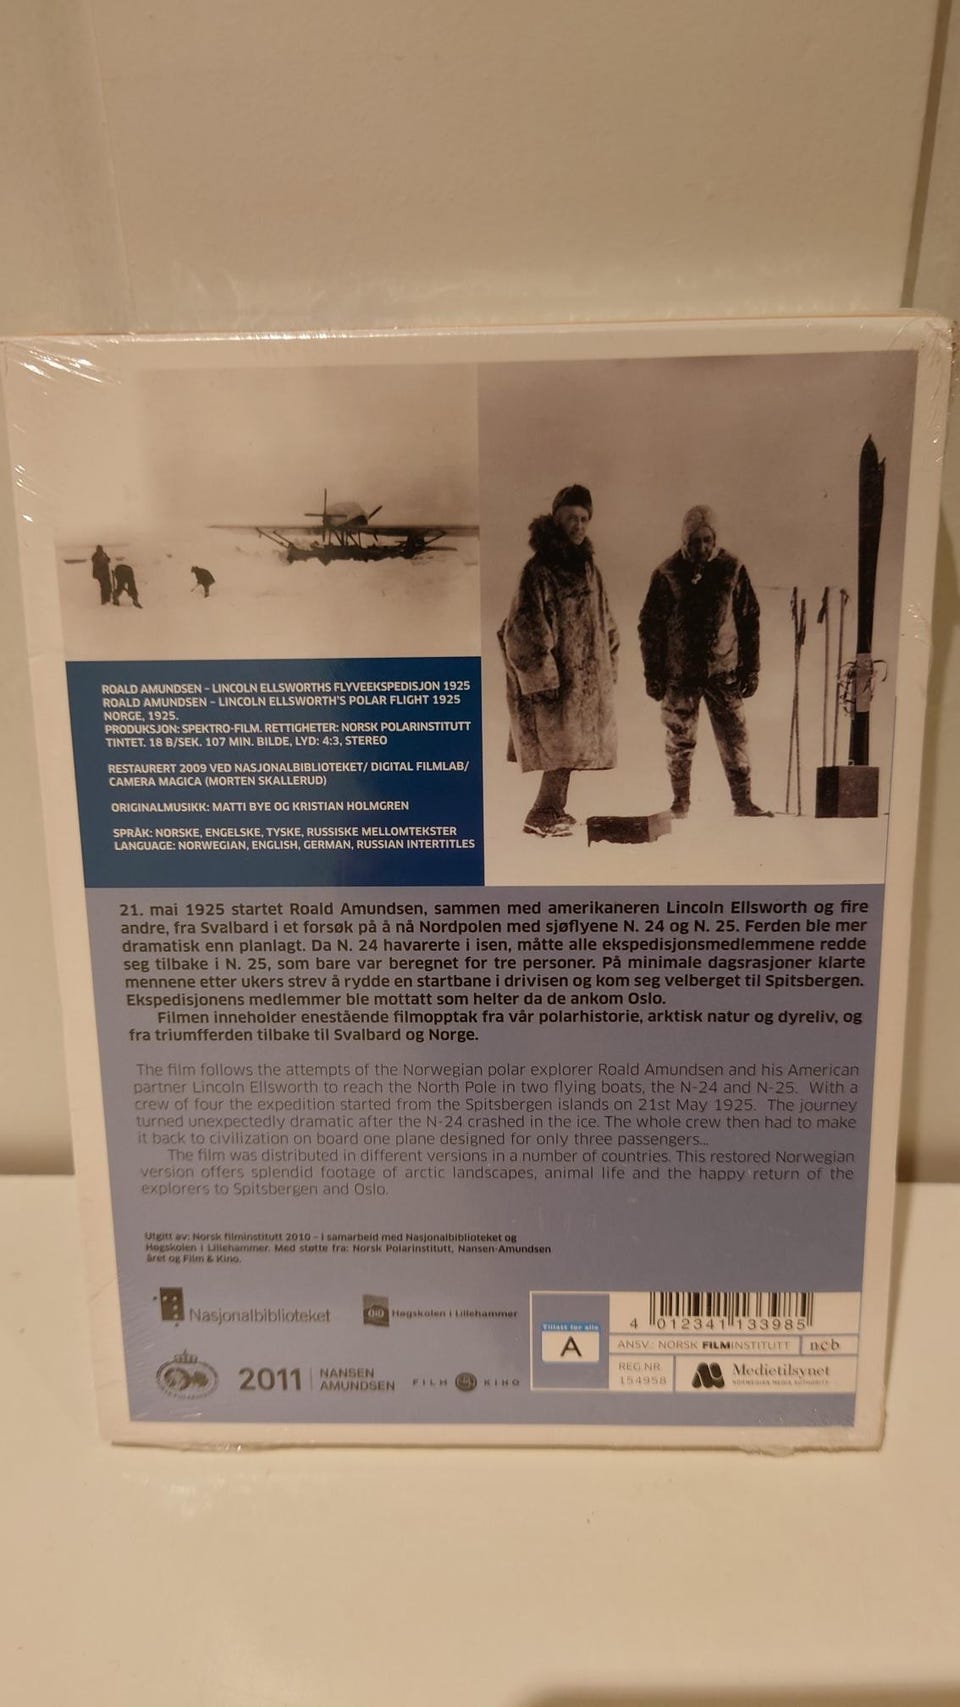 ROALD AMUNDSEN – LINCOLN ELLSWORTHS FLYVEEKSPEDISJON 1925
ROALD AMUNDSEN – LINCOLN ELLSWORTH'S POLAR FLIGHT 1925
NORGE, 1925.
PRODUKSJON: SPEKTRO-FILM. RETTIGHETER: NORSK POLARINSTITUTT
TINTET. 18 B/SEK. 107 MIN. BILDE, LYD: 4:3, STEREO
RESTAURERT 2009 VED NASJONALBIBLIOTEKET/ DIGITAL FILMLAB/
CAMERA MAGICA (MORTEN SKALLERUD)
ORIGINALMUSIKK: MATTI BYE OG KRISTIAN HOLMGREN
SPRÅK: NORSKE, ENGELSKE, TYSKE, RUSSISKE MELLOMTEKSTER
LANGUAGE: NORWEGIAN, ENGLISH, GERMAN, RUSSIAN INTERTITLES
21. mai 1925 startet Roald Amundsen, sammen med amerikaneren Lincoln Ellsworth og fire
andre, fra Svalbard i et forsøk på å nå Nordpolen med sjøflyene N. 24 og N. 25. Ferden ble mer
dramatisk enn planlagt. Da N. 24 havarerte i isen, måtte alle ekspedisjonsmedlemmene redde
seg tilbake i N. 25, som bare var beregnet for tre personer. På minimale dagsrasjoner klarte
mennene etter ukers strev å rydde en startbane i drivisen og kom seg velberget til Spitsbergen.
Ekspedisjonens medlemmer ble mottatt som helter da de ankom Oslo.
Filmen inneholder enestående filmopptak fra vår polarhistorie, arktisk natur og dyreliv, og
fra triumfferden tilbake til Svalbard og Norge.
The film follows the attempts of the Norwegian polar explorer Roald Amundsen and his American
partner Lincoln Ellsworth to reach the North Pole in two flying boats, the N-24 and N-25. With a
crew of four the expedition started from the Spitsbergen islands on 21st May 1925. The journey
turned unexpectedly dramatic after the N-24 crashed in the ice. The whole crew then had to make
it back to civilization on board one plane designed for only three passengers...
The film was distributed in different versions in a number of countries. This restored Norwegian
version offers splendid footage of arctic landscapes, animal life and the happy return of the
explorers to Spitsbergen and Oslo.
Utgitt av: Norsk filminstitutt 2010 – i samarbeid med Nasjonalbiblioteket og
Høgskolen i Lillehammer. Med støtte fra: Norsk Polarinstitutt, Nansen-Amundsen
året og Film & Kino.
Nasjonalbiblioteket
Høgskolen i Lillehammer
2011 NANSEN
AMUNDSEN
FILM KINO
Tillatt for alle
A
4 012341 133985
ANSV.: NORSK FILMINSTITUTT ncb
REG.NR.
154958
Medietilsynet
NORWEGIAN MEDIA AUTHORITY